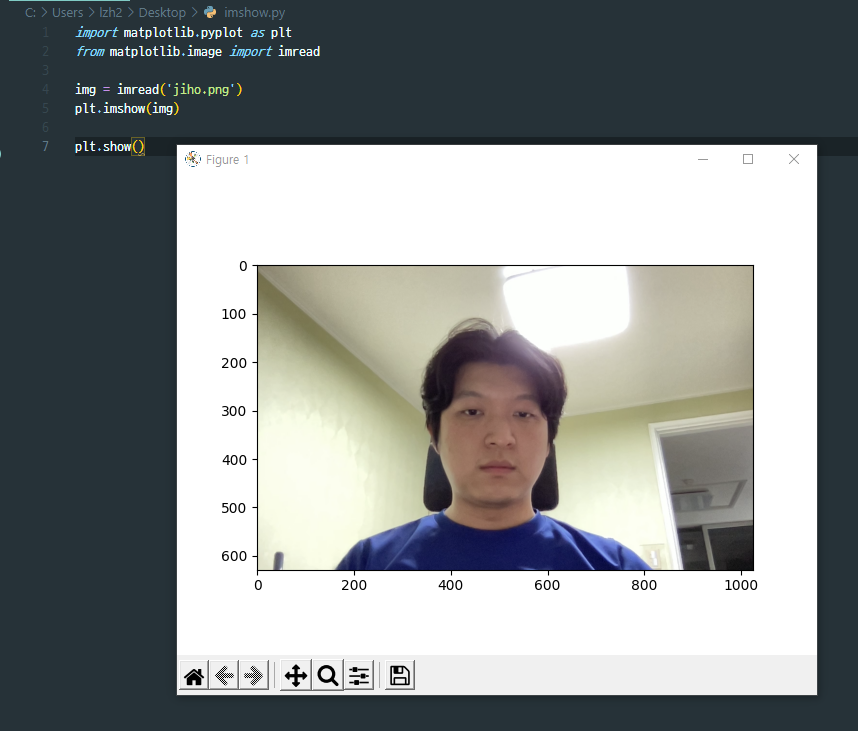 C: > Users > lzh2 > Desktop > imshow.py
1 import matplotlib.pyplot as plt
2 from matplotlib.image import imread
3
4 img = imread('jiho.png')
5 plt.imshow(img)
6
7 plt.show()
Figure 1
0
100
200
300
400
500
600
0 200 400 600 800 1000